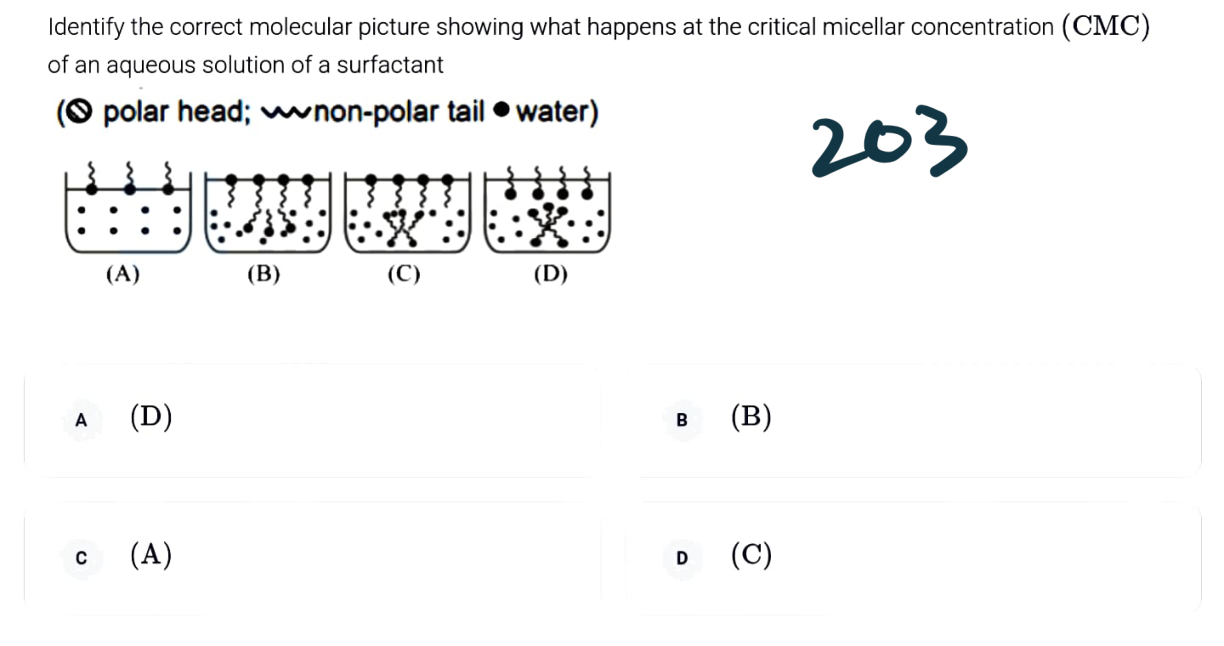 Identify the correct molecular picture showing what happens at the critical micellar concentration (CMC)
of an aqueous solution of a surfactant
(⦸ polar head; non-polar tail ● water)
203
(A) (B) (C) (D)
A (D)
B (B)
C (A)
D (C)